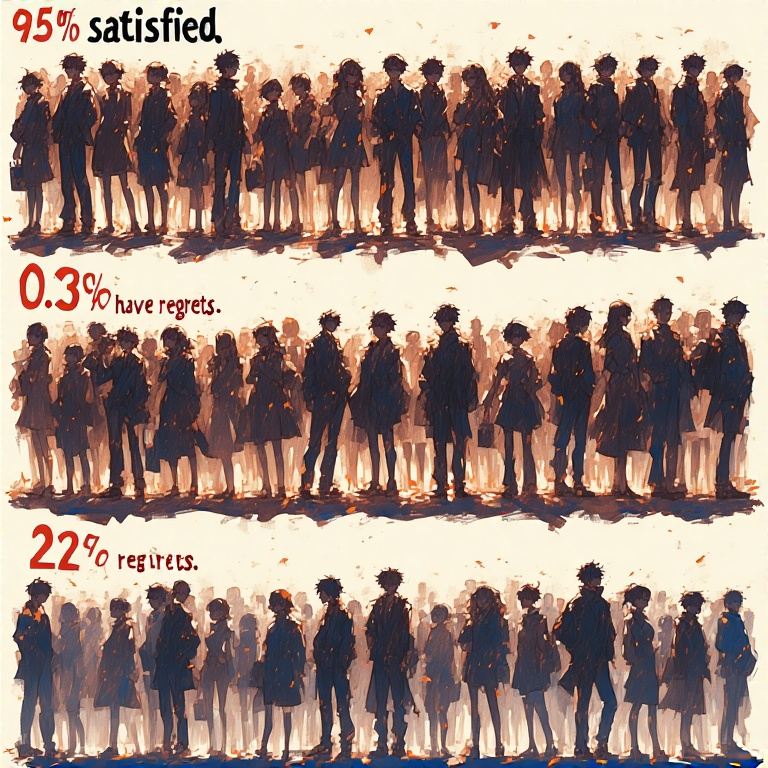 95% satisfied.
0.3% have regrets.
22% regirets.